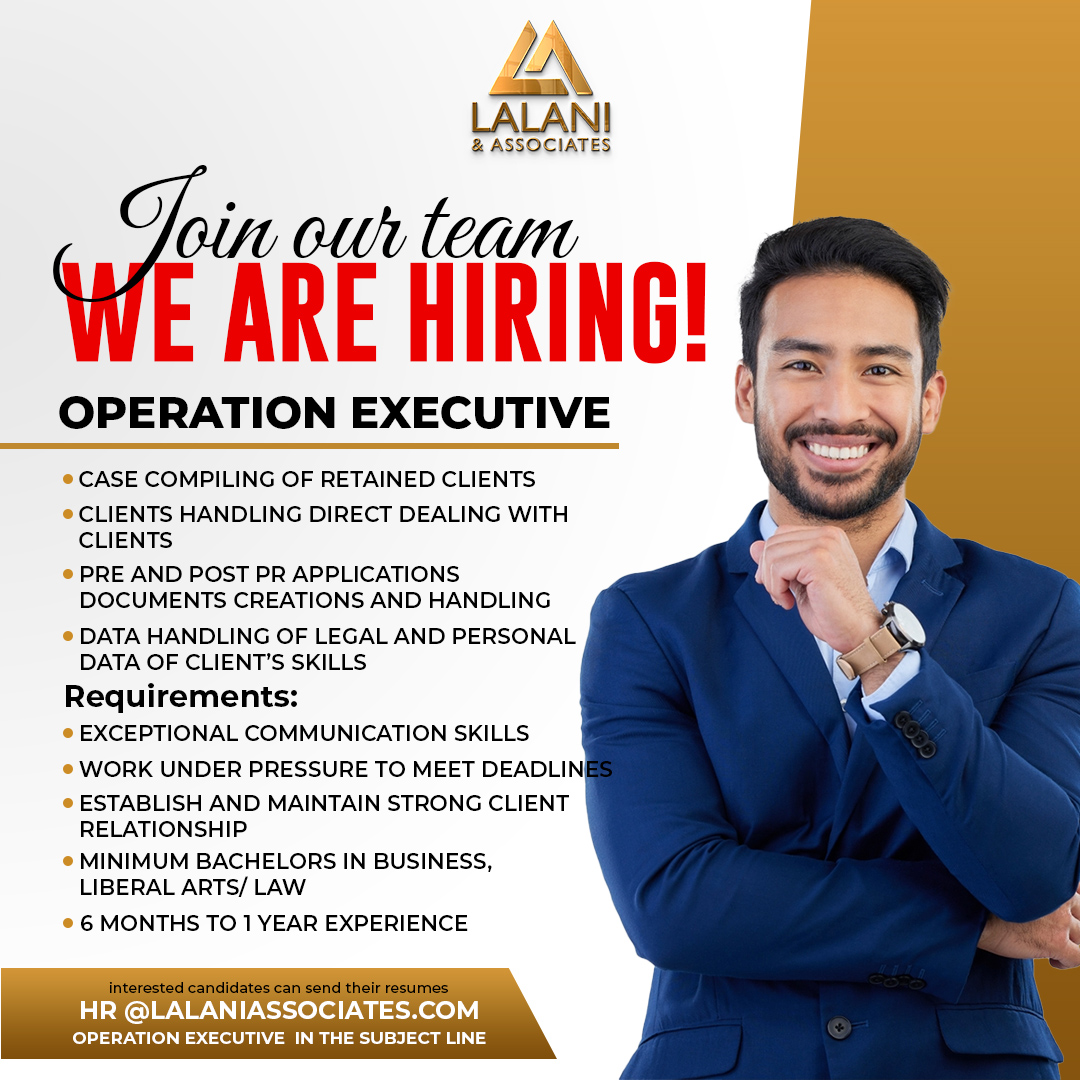 LALANI
& ASSOCIATES
Join our team
WE ARE HIRING!
OPERATION EXECUTIVE
CASE COMPILING OF RETAINED CLIENTS
CLIENTS HANDLING DIRECT DEALING WITH
CLIENTS
PRE AND POST PR APPLICATIONS
DOCUMENTS CREATIONS AND HANDLING
DATA HANDLING OF LEGAL AND PERSONAL
DATA OF CLIENT'S SKILLS
Requirements:
EXCEPTIONAL COMMUNICATION SKILLS
WORK UNDER PRESSURE TO MEET DEADLINES
ESTABLISH AND MAINTAIN STRONG CLIENT
RELATIONSHIP
MINIMUM BACHELORS IN BUSINESS,
LIBERAL ARTS/ LAW
6 MONTHS TO 1 YEAR EXPERIENCE
interested candidates can send their resumes
HR @LALANIASSOCIATES.COM
OPERATION EXECUTIVE IN THE SUBJECT LINE